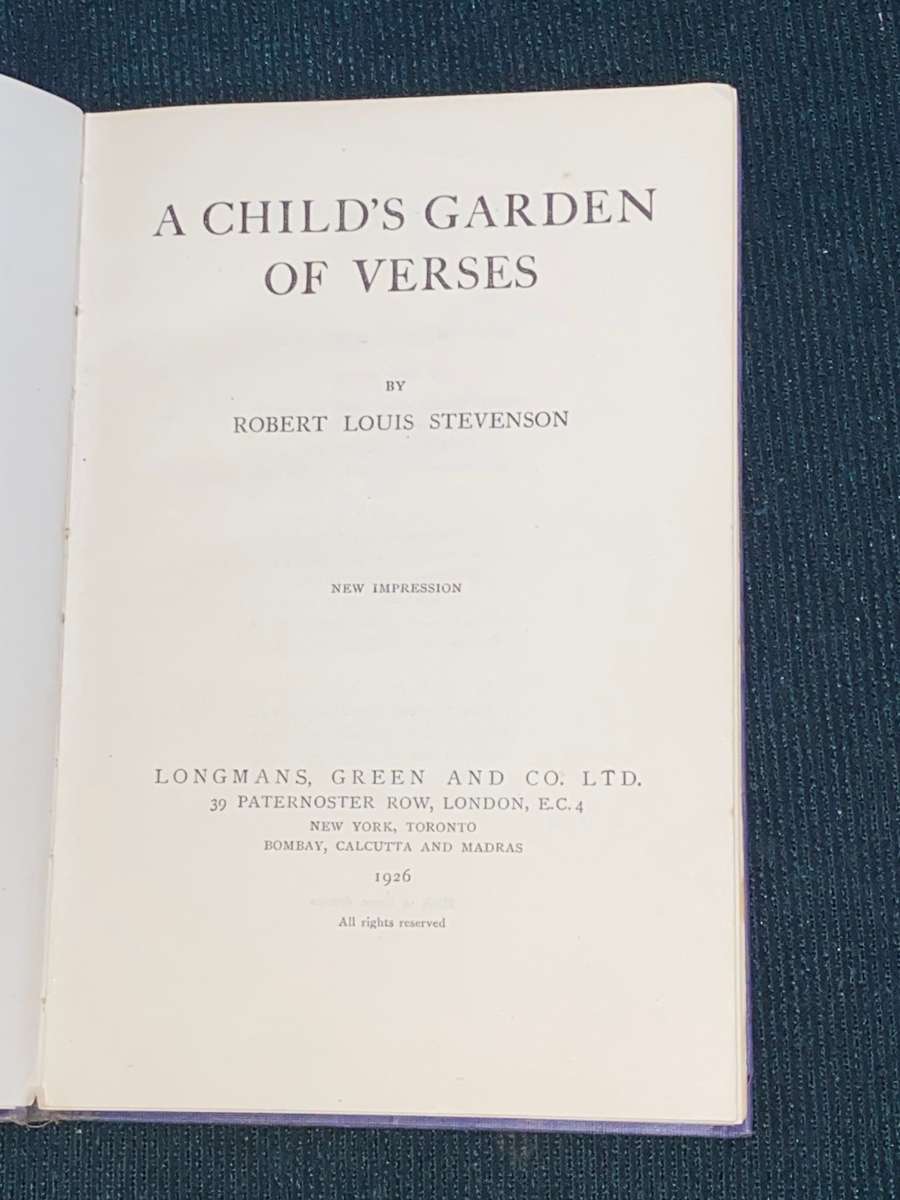 A CHILD'S GARDEN
OF VERSES
BY
ROBERT LOUIS STEVENSON
NEW IMPRESSION
LONGMANS, GREEN AND CO. LTD.
39 PATERNOSTER ROW, LONDON, E.C. 4
NEW YORK, TORONTO
BOMBAY, CALCUTTA AND MADRAS
1926
All rights reserved